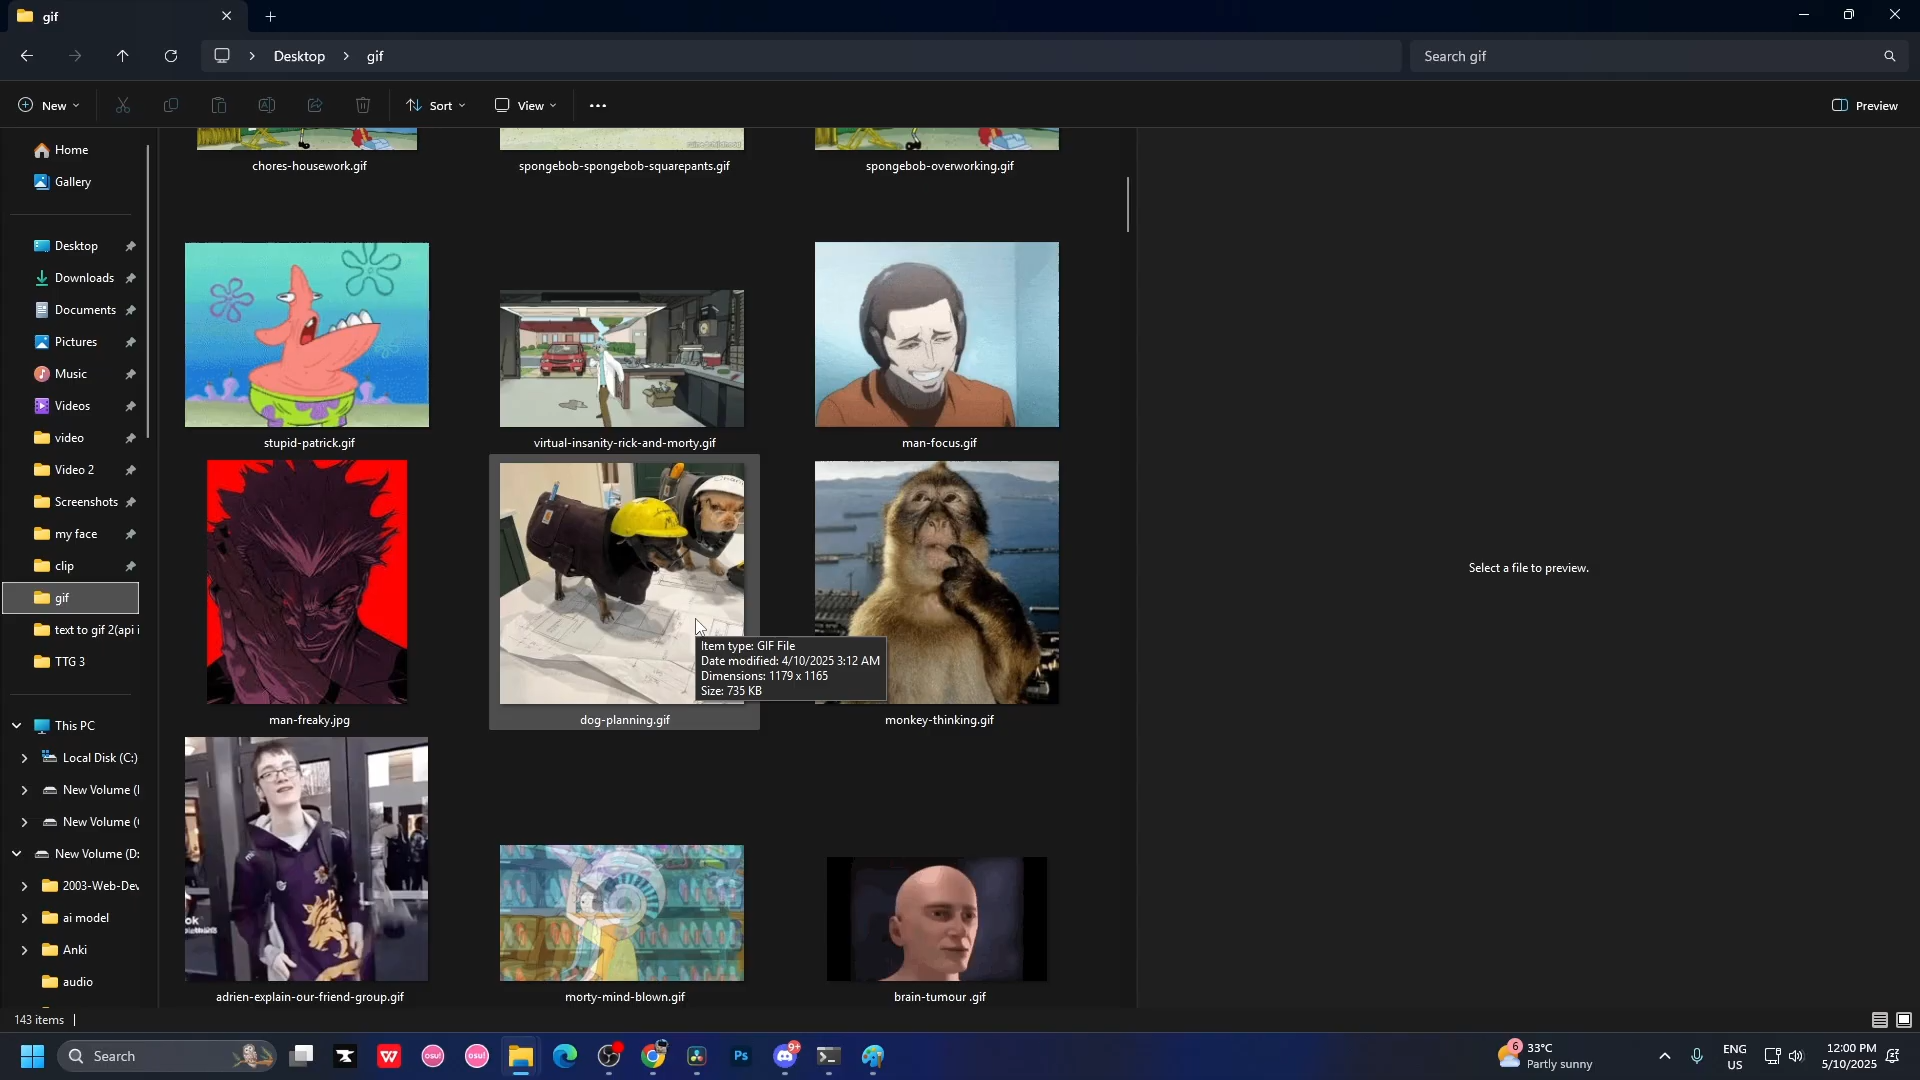 gif
Desktop
gif
Search gif
New
Sort
View
Preview
Home
Gallery
Desktop
Downloads
Documents
Pictures
Music
Videos
video
Video 2
Screenshots
my face
clip
gif
text to gif 2(api i
TTG 3
This PC
Local Disk (C:)
New Volume (
New Volume (
New Volume (D:
2003-Web-Dev
ai model
Anki
audio
chores-housework.gif
spongebob-spongebob-squarepants.gif
spongebob-overworking.gif
stupid-patrick.gif
virtual-insanity-rick-and-morty.gif
man-focus.gif
man-freaky.jpg
dog-planning.gif
monkey-thinking.gif
Item type: GIF File
Date modified: 4/10/2025 3:12 AM
Dimensions: 1179 x 1165
Size: 735 KB
ok
adrien-explain-our-friend-group.gif
morty-mind-blown.gif
brain-tumour .gif
Select a file to preview.
143 items
Search
osu!
osu!
Ps
9+
6
33°C
Partly sunny
ENG
US
12:00 PM
5/10/2025